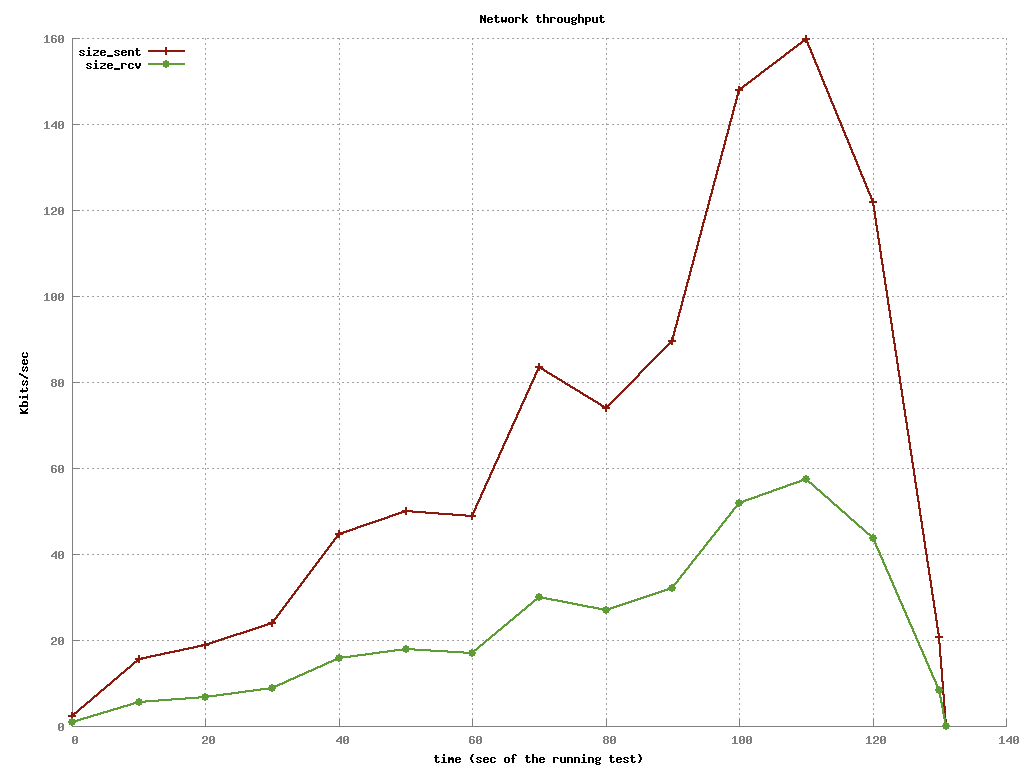 Network throughput
160
size_sent
size_rcv
140
120
100
80
60
40
20
0
Kbits/sec
0 20 40 60 80 100 120 140
time (sec of the running test)